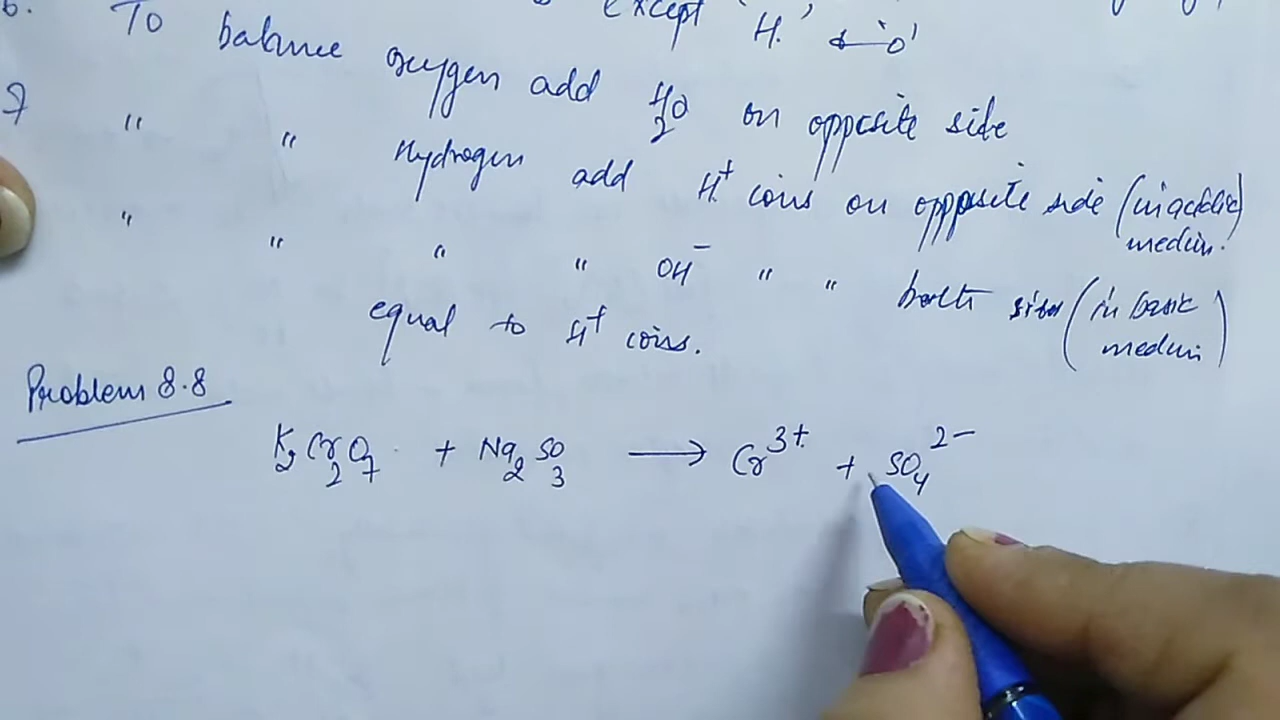 6. except 'H' & 'O'
To balance oxygen add H2O on opposite side
7 " " Hydrogen add H+ ions on opposite side (in acidic medium.
" " " " OH- " " both sides (in basic medium)
equal to H+ ions.
Problem 8.8
K2Cr2O7 + Na2SO3 → Cr3+ + SO4 2-